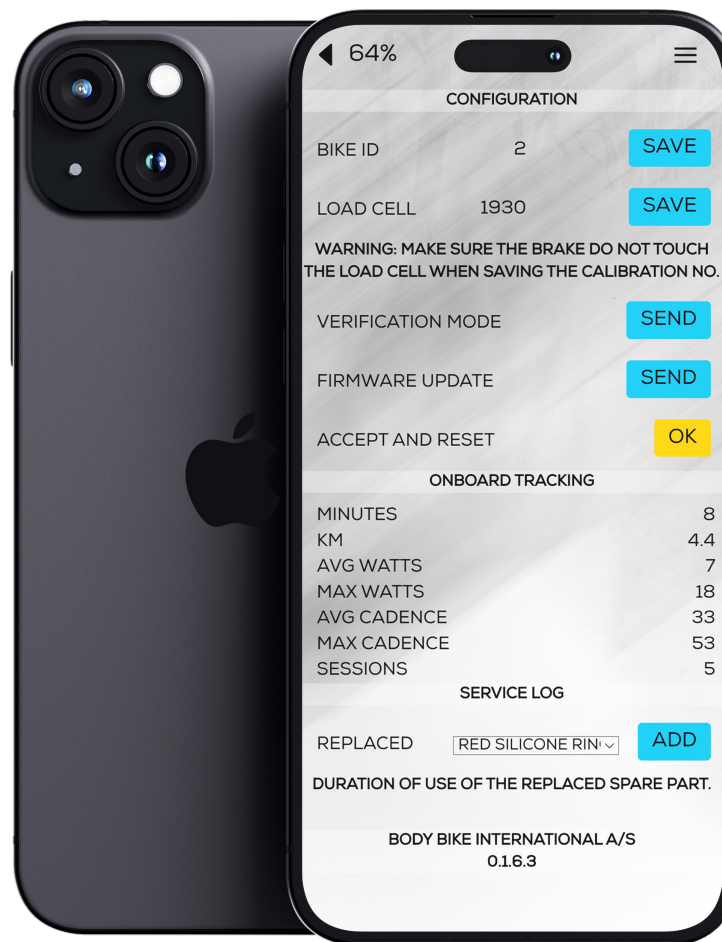 64%
CONFIGURATION
BIKE ID 2 SAVE
LOAD CELL 1930 SAVE
WARNING: MAKE SURE THE BRAKE DO NOT TOUCH
THE LOAD CELL WHEN SAVING THE CALIBRATION NO.
VERIFICATION MODE SEND
FIRMWARE UPDATE SEND
ACCEPT AND RESET OK
ONBOARD TRACKING
MINUTES 8
KM 4.4
AVG WATTS 7
MAX WATTS 18
AVG CADENCE 33
MAX CADENCE 53
SESSIONS 5
SERVICE LOG
REPLACED RED SILICONE RIN ADD
DURATION OF USE OF THE REPLACED SPARE PART.
BODY BIKE INTERNATIONAL A/S
0.1.6.3